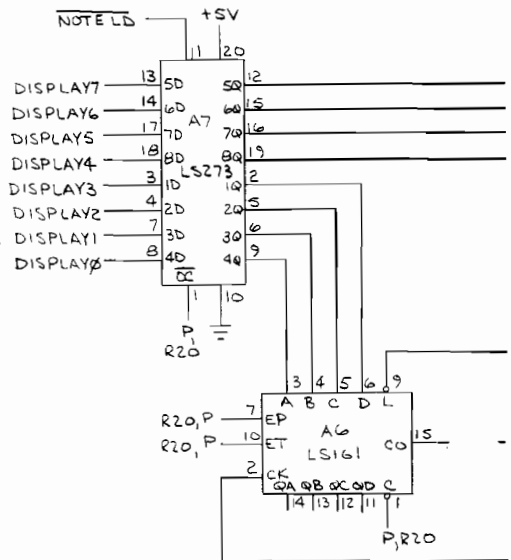 NOTE LD
+5V
11 20
DISPLAY7 13 5D 5Q 12
DISPLAY6 14 6D 6Q 15
A7
DISPLAY5 17 7D 7Q 16
DISPLAY4 18 8D 8Q 19
LS273
DISPLAY3 3 1D 1Q 2
DISPLAY2 4 2D 2Q 5
DISPLAY1 7 3D 3Q 6
DISPLAYØ 8 4D 4Q 9
OC
1 10
P,
R20
3 4 5 6 9
A B C D L
R20,P 7 EP
A6
R20,P 10 ET CO 15
LS161
2 CK
QA QB QC QD C
14 13 12 11 1
P,R20